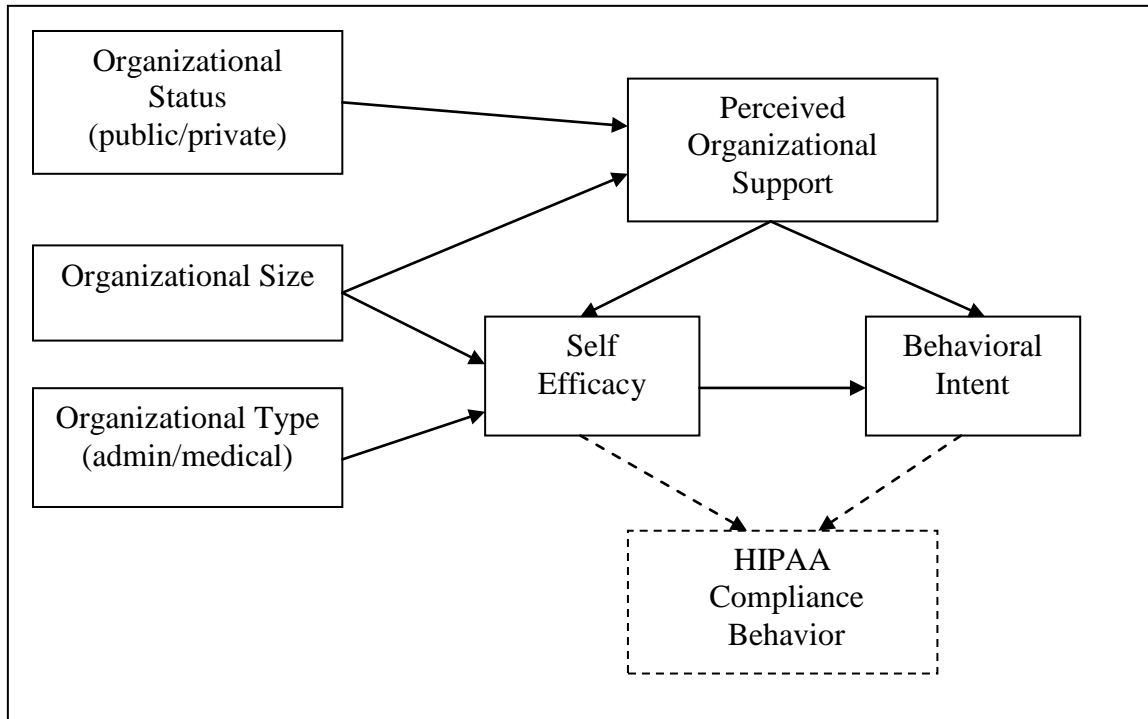 Organizational
Status
(public/private)
Perceived
Organizational
Support
Organizational Size
Self
Efficacy
Behavioral
Intent
Organizational Type
(admin/medical)
HIPAA
Compliance
Behavior